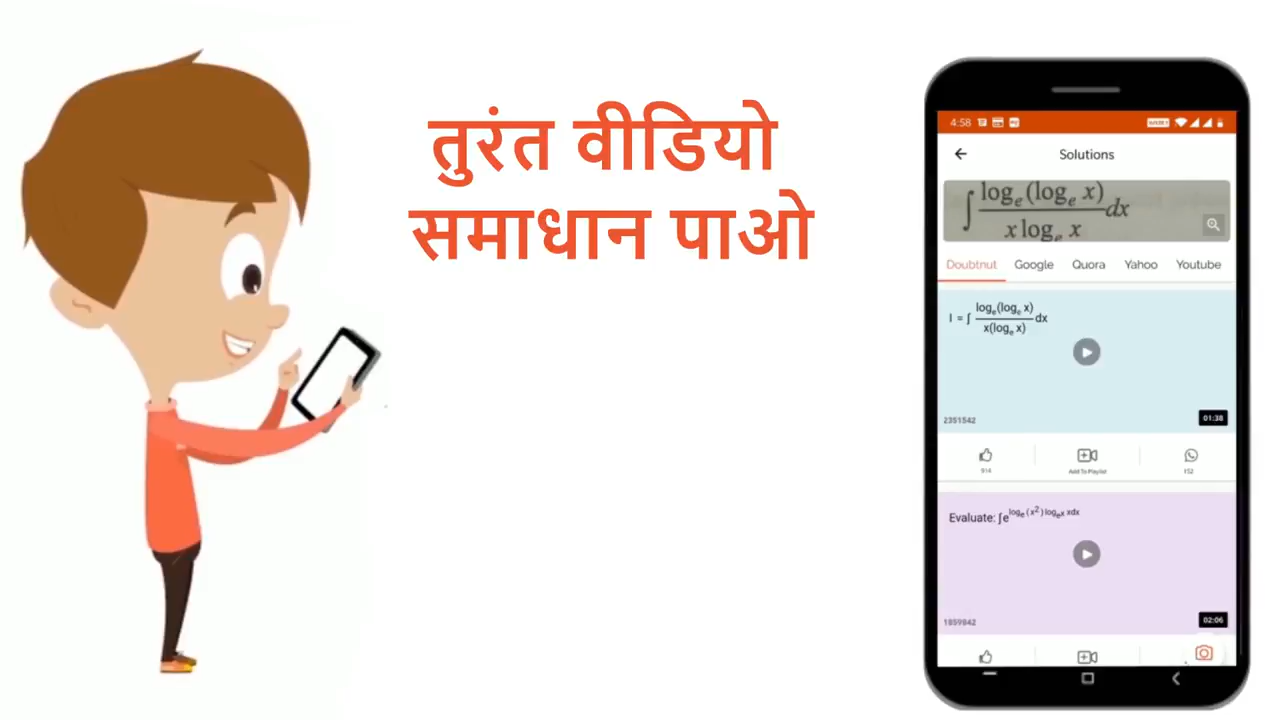 तुरंत वीडियो
समाधान पाओ
4:58
Solutions
∫ logₑ(logₑ x) / x logₑ x dx
Doubtnut Google Quora Yahoo Youtube
I = ∫ logₑ(logₑ x) / x(logₑ x) dx
2351542
01:38
914
Add To Playlist
152
Evaluate: ∫e^logₑ(x²)logₑx xdx
1859842
02:06